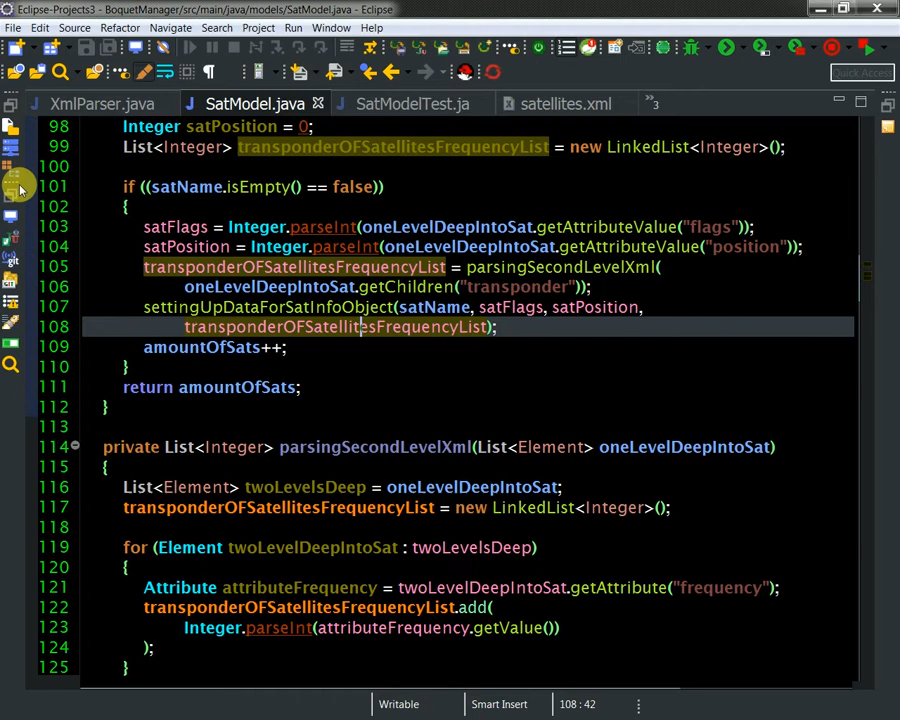 Eclipse-Projects3 - BoquetManager/src/main/java/models/SatModel.java - Eclipse
File Edit Source Refactor Navigate Search Project Run Window Help
Quick Access
XmlParser.java SatModel.java SatModelTest.java satellites.xml »3
98 Integer satPosition = 0;
99 List<Integer> transponderOFSatellitesFrequencyList = new LinkedList<Integer>();
100
101 if ((satName.isEmpty() == false))
102 {
103 satFlags = Integer.parseInt(oneLevelDeepIntoSat.getAttributeValue("flags"));
104 satPosition = Integer.parseInt(oneLevelDeepIntoSat.getAttributeValue("position"));
105 transponderOFSatellitesFrequencyList = parsingSecondLevelXml(
106 oneLevelDeepIntoSat.getChildren("transponder"));
107 settingUpDataForSatInfoObject(satName, satFlags, satPosition,
108 transponderOFSatellitesFrequencyList);
109 amountOfSats++;
110 }
111 return amountOfSats;
112 }
113
114 private List<Integer> parsingSecondLevelXml(List<Element> oneLevelDeepIntoSat)
115 {
116 List<Element> twoLevelsDeep = oneLevelDeepIntoSat;
117 transponderOFSatellitesFrequencyList = new LinkedList<Integer>();
118
119 for (Element twoLevelDeepIntoSat : twoLevelsDeep)
120 {
121 Attribute attributeFrequency = twoLevelDeepIntoSat.getAttribute("frequency");
122 transponderOFSatellitesFrequencyList.add(
123 Integer.parseInt(attributeFrequency.getValue())
124 );
125 }
Writable Smart Insert 108 : 42